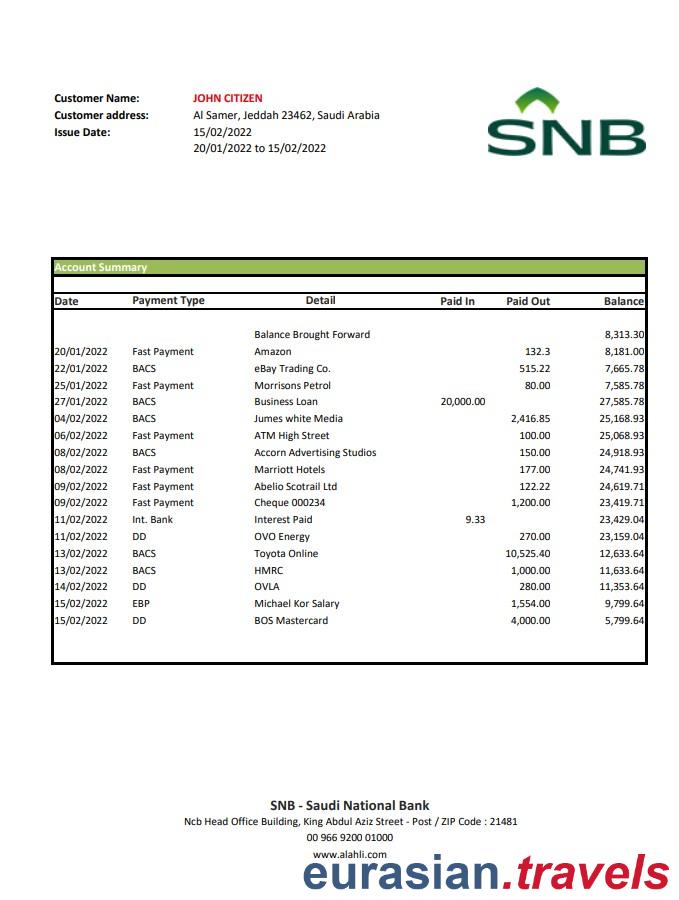 Customer Name: JOHN CITIZEN
Customer address: Al Samer, Jeddah 23462, Saudi Arabia
Issue Date: 15/02/2022
20/01/2022 to 15/02/2022
SNB
Account Summary
Date Payment Type Detail Paid In Paid Out Balance
Balance Brought Forward 8,313.30
20/01/2022 Fast Payment Amazon 132.3 8,181.00
22/01/2022 BACS eBay Trading Co. 515.22 7,665.78
25/01/2022 Fast Payment Morrisons Petrol 80.00 7,585.78
27/01/2022 BACS Business Loan 20,000.00 27,585.78
04/02/2022 BACS Jumes white Media 2,416.85 25,168.93
06/02/2022 Fast Payment ATM High Street 100.00 25,068.93
08/02/2022 BACS Accorn Advertising Studios 150.00 24,918.93
08/02/2022 Fast Payment Marriott Hotels 177.00 24,741.93
09/02/2022 Fast Payment Abelio Scotrail Ltd 122.22 24,619.71
09/02/2022 Fast Payment Cheque 000234 1,200.00 23,419.71
11/02/2022 Int. Bank Interest Paid 9.33 23,429.04
11/02/2022 DD OVO Energy 270.00 23,159.04
13/02/2022 BACS Toyota Online 10,525.40 12,633.64
13/02/2022 BACS HMRC 1,000.00 11,633.64
14/02/2022 DD OVLA 280.00 11,353.64
15/02/2022 EBP Michael Kor Salary 1,554.00 9,799.64
15/02/2022 DD BOS Mastercard 4,000.00 5,799.64
SNB - Saudi National Bank
Ncb Head Office Building, King Abdul Aziz Street - Post / ZIP Code : 21481
00 966 9200 01000
www.alahli.com
eurasian.travels